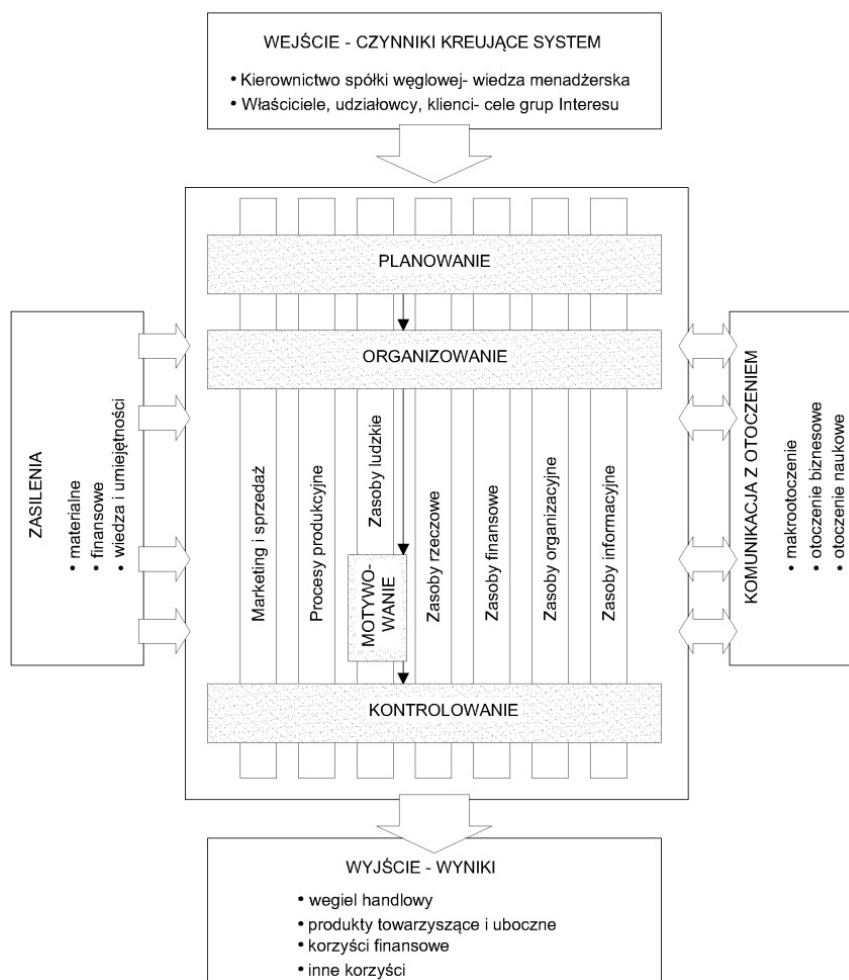 WEJŚCIE - CZYNNIKI KREUJĄCE SYSTEM
• Kierownictwo spółki węglowej- wiedza menadżerska
• Właściciele, udziałowcy, klienci- cele grup Interesu
PLANOWANIE
ORGANIZOWANIE
ZASILENIA
• materialne
• finansowe
• wiedza i umiejętności
Marketing i sprzedaż
Procesy produkcyjne
Zasoby ludzkie
MOTYWO-
WANIE
Zasoby rzeczowe
Zasoby finansowe
Zasoby organizacyjne
Zasoby informacyjne
KOMUNIKACJA Z OTOCZENIEM
• makrootoczenie
• otoczenie biznesowe
• otoczenie naukowe
KONTROLOWANIE
WYJŚCIE - WYNIKI
• wegiel handlowy
• produkty towarzyszące i uboczne
• korzyści finansowe
• inne korzyści